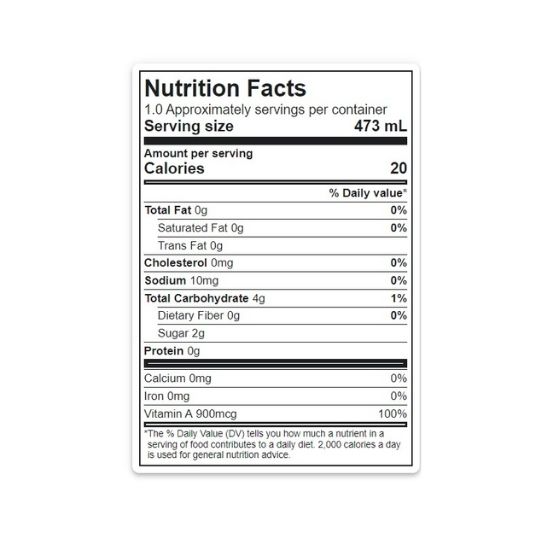 Nutrition Facts
1.0 Approximately servings per container
Serving size 473 mL
Amount per serving
Calories 20
% Daily value*
Total Fat 0g 0%
Saturated Fat 0g 0%
Trans Fat 0g
Cholesterol 0mg 0%
Sodium 10mg 0%
Total Carbohydrate 4g 1%
Dietary Fiber 0g 0%
Sugar 2g
Protein 0g
Calcium 0mg 0%
Iron 0mg 0%
Vitamin A 900mcg 100%
*The % Daily Value (DV) tells you how much a nutrient in a
serving of food contributes to a daily diet. 2,000 calories a day
is used for general nutrition advice.